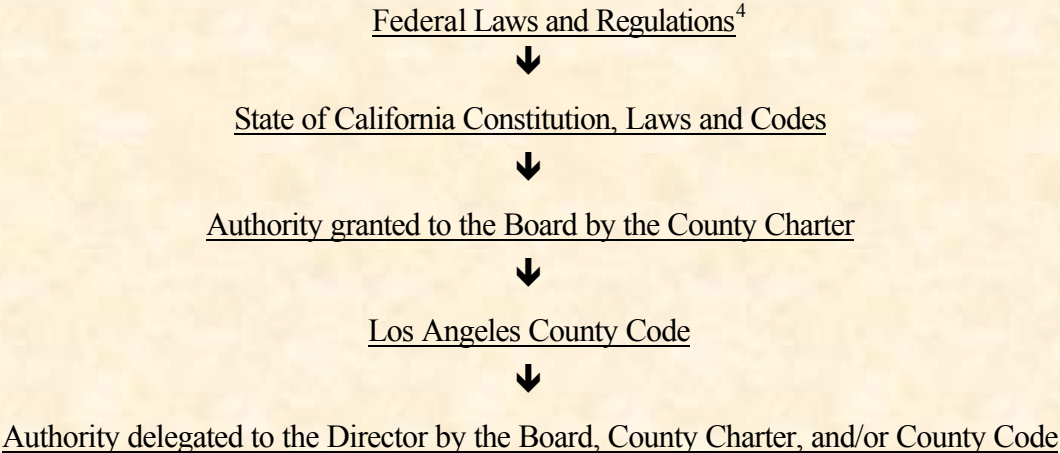 Federal Laws and Regulations4
State of California Constitution, Laws and Codes
Authority granted to the Board by the County Charter
Los Angeles County Code
Authority delegated to the Director by the Board, County Charter, and/or County Code